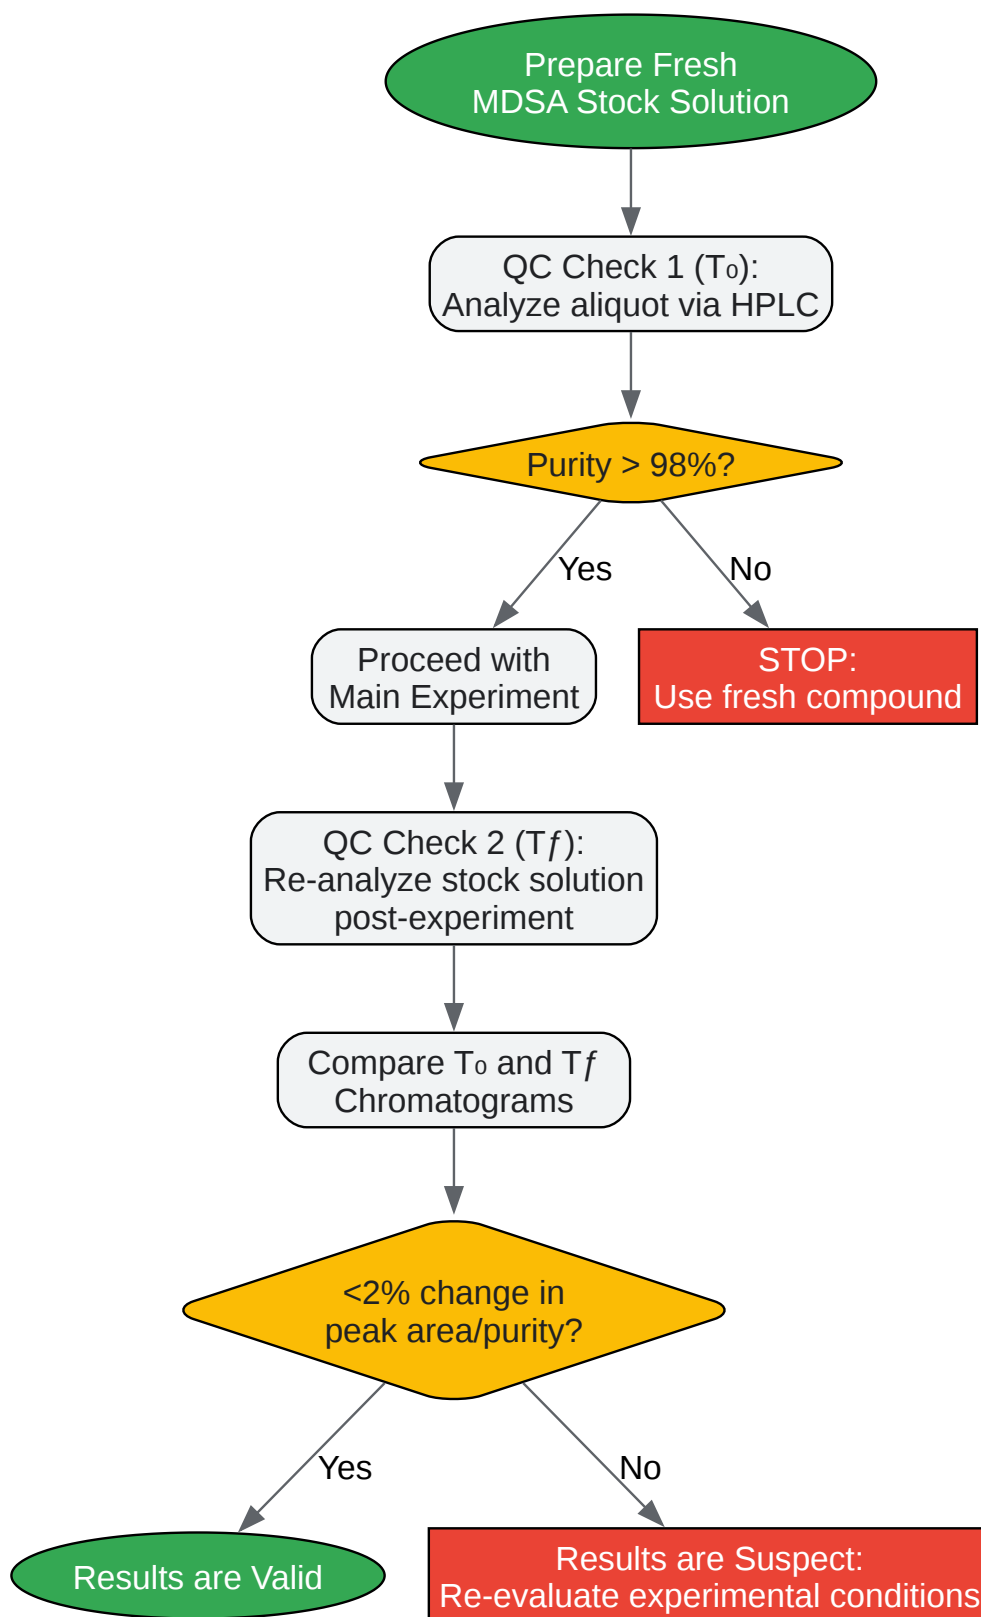 Prepare Fresh
MDSA Stock Solution
QC Check 1 (T₀):
Analyze aliquot via HPLC
Purity > 98%?
Yes
No
Proceed with
Main Experiment
STOP:
Use fresh compound
QC Check 2 (Tƒ):
Re-analyze stock solution
post-experiment
Compare T₀ and Tƒ
Chromatograms
<2% change in
peak area/purity?
Yes
No
Results are Valid
Results are Suspect:
Re-evaluate experimental conditions